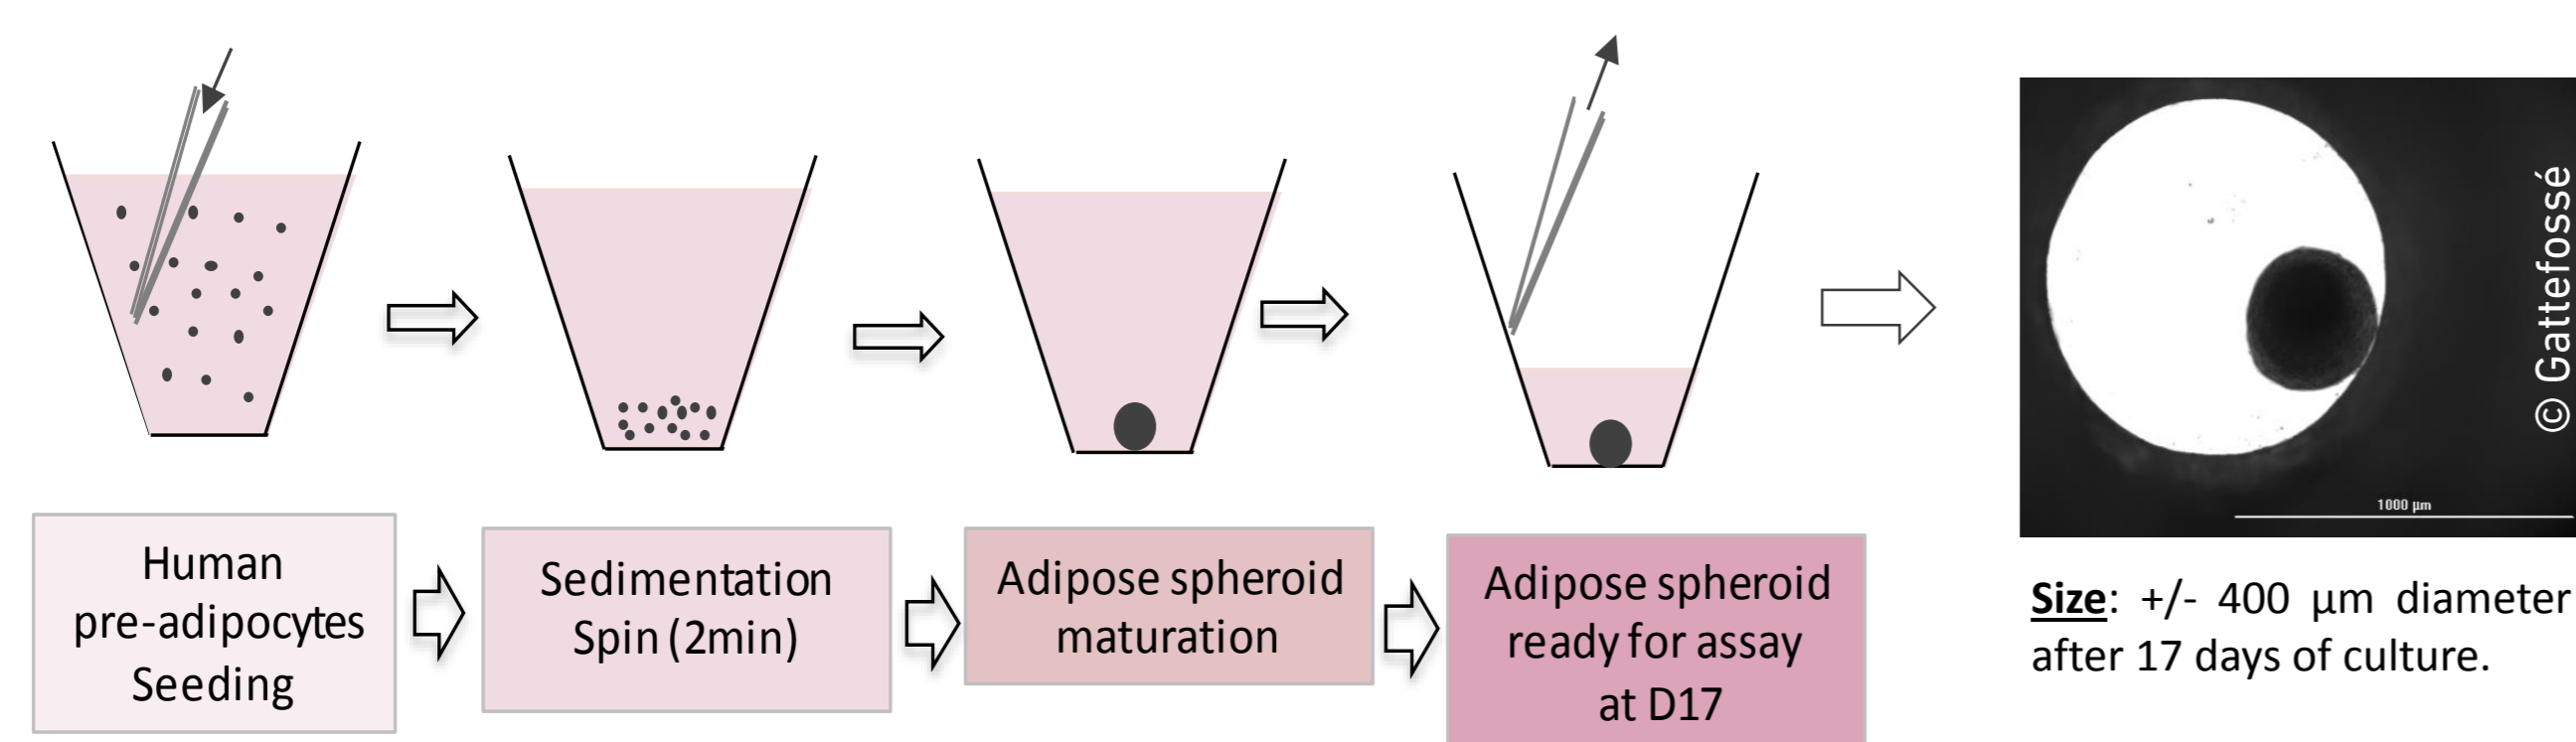 © Gattefossé
1000 µm
Human
pre-adipocytes
Seeding
Sedimentation
Spin (2min)
Adipose spheroid
maturation
Adipose spheroid
ready for assay
at D17
Size: +/- 400 µm diameter
after 17 days of culture.